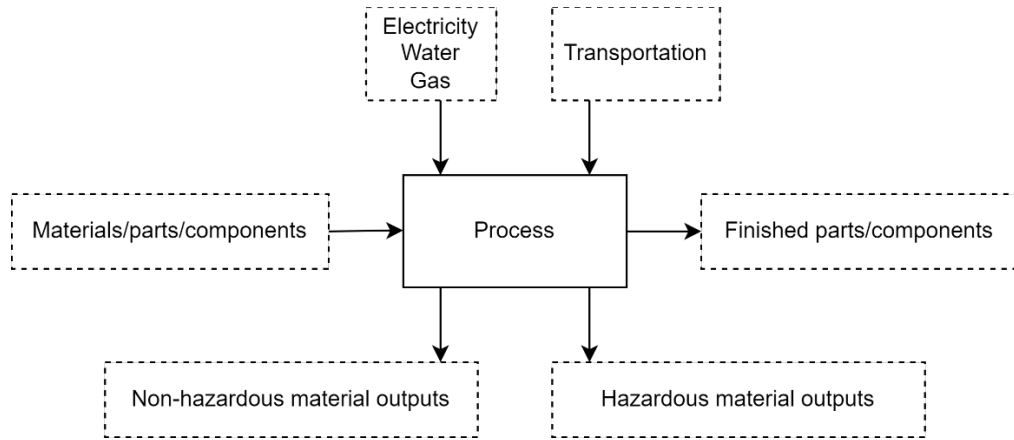 Electricity
Water
Gas
Transportation
Materials/parts/components
Process
Finished parts/components
Non-hazardous material outputs
Hazardous material outputs